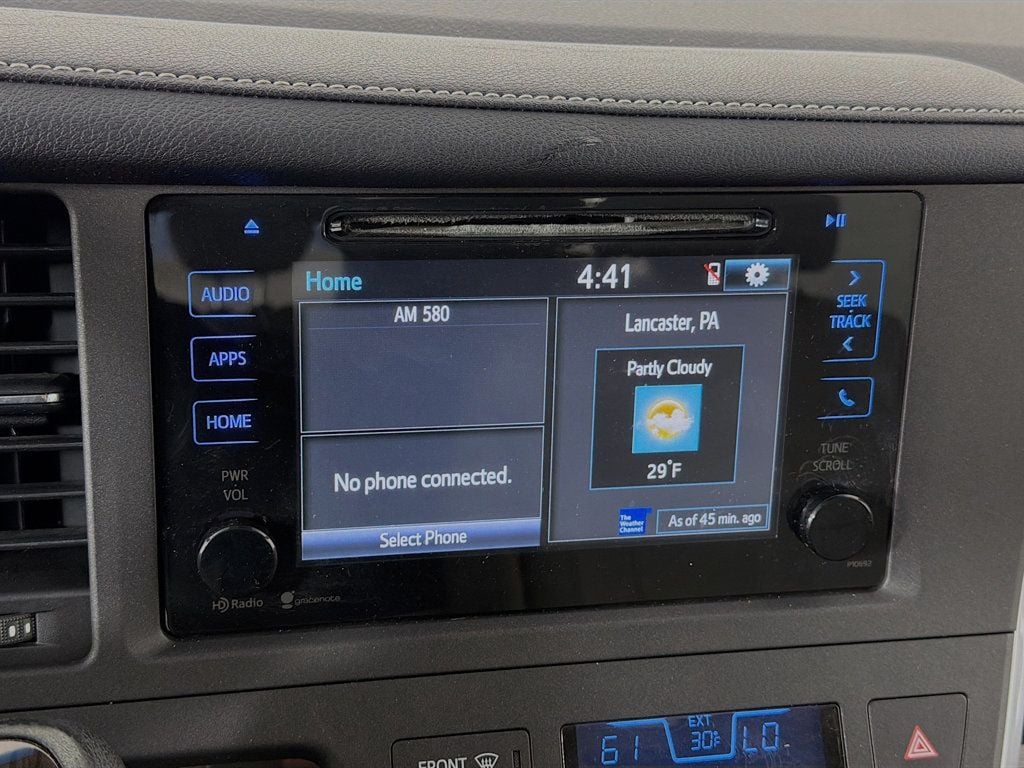 AUDIO
APPS
HOME
PWR
VOL
HD Radio
gracenote
Home
4:41
AM 580
No phone connected.
Select Phone
Lancaster, PA
Partly Cloudy
29°F
The
Weather
Channel
As of 45 min. ago
SEEK
TRACK
TUNE
SCROLL
P10692
FRONT
61
EXT.
30°F
LO